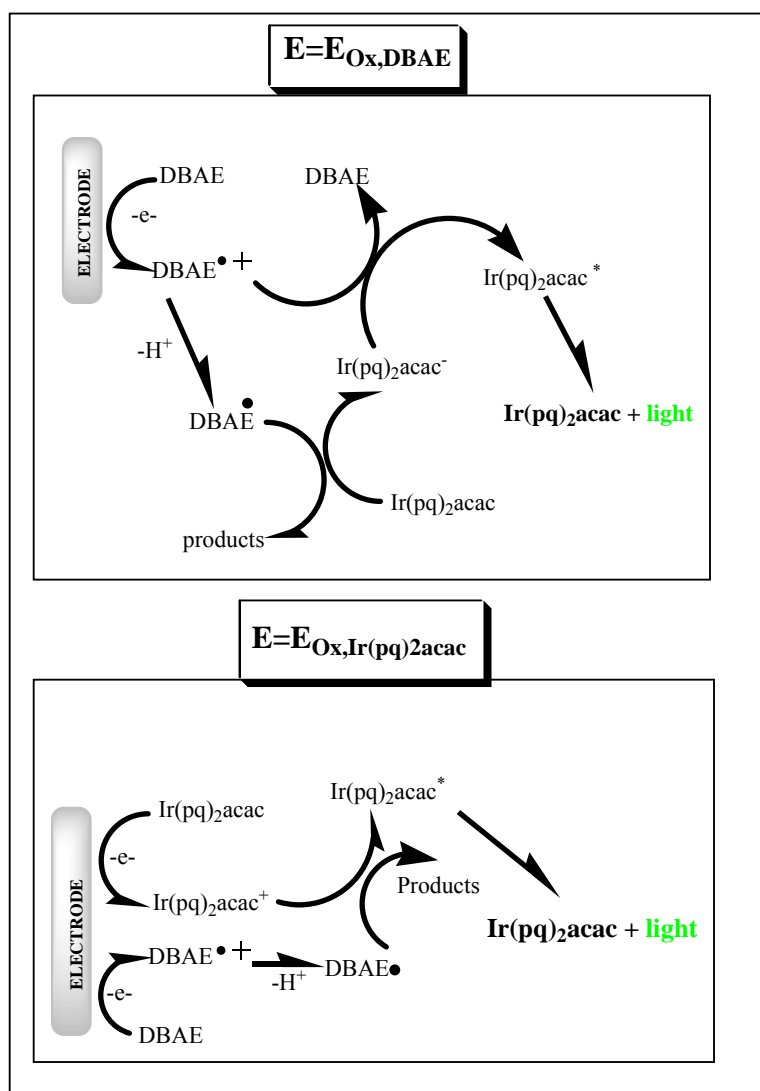 E=E_Ox,DBAE
ELECTRODE
DBAE
-e-
DBAE•+
-H⁺
DBAE•
products
DBAE
Ir(pq)₂acac⁻
Ir(pq)₂acac
Ir(pq)₂acac*
Ir(pq)₂acac + light
E=E_Ox,Ir(pq)2acac
ELECTRODE
Ir(pq)₂acac
-e-
Ir(pq)₂acac⁺
DBAE•+
-e-
DBAE
-H⁺
DBAE•
Ir(pq)₂acac*
Products
Ir(pq)₂acac + light